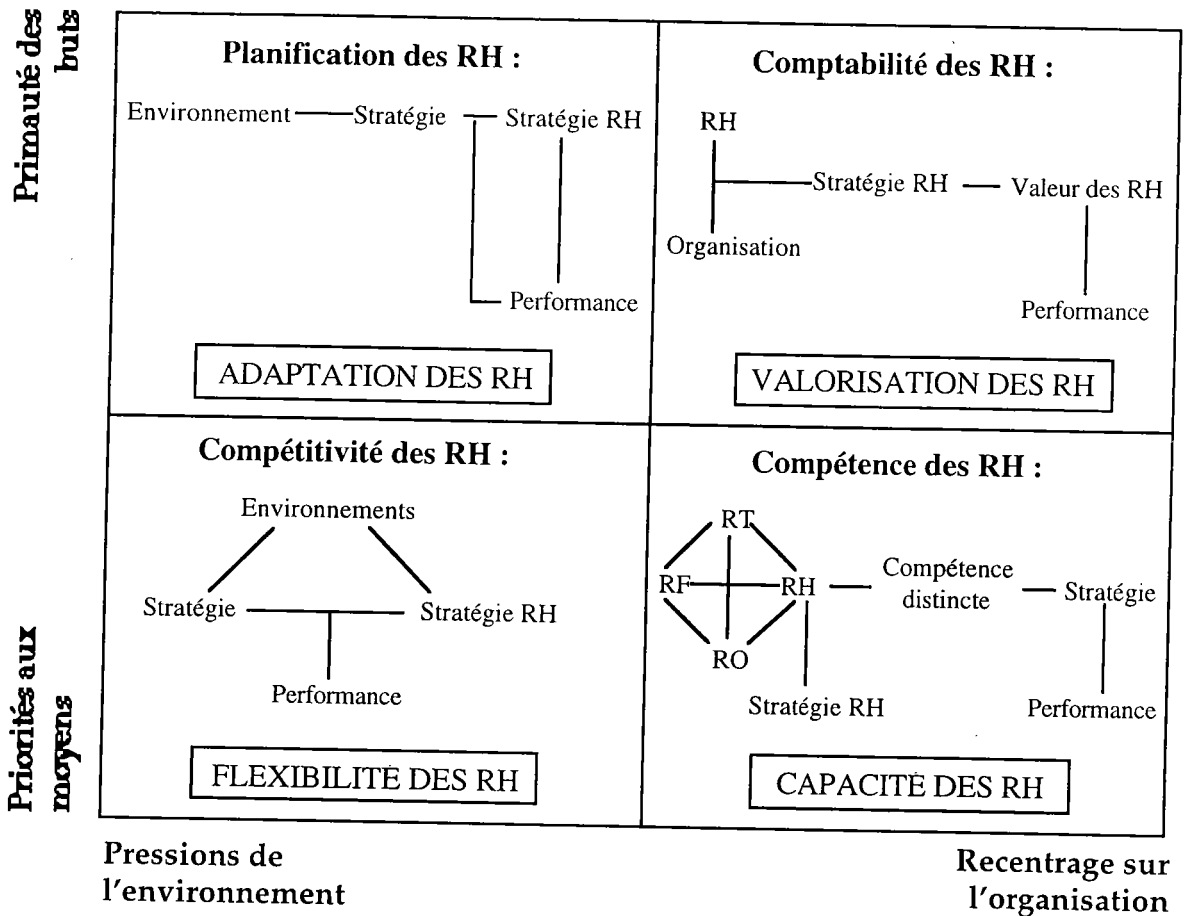 Primauté des
buts
Planification des RH :
Environnement Stratégie Stratégie RH
Performance
ADAPTATION DES RH
Comptabilité des RH :
RH
Stratégie RH Valeur des RH
Organisation
Performance
VALORISATION DES RH
Priorités aux
moyens
Compétitivité des RH :
Environnements
Stratégie Stratégie RH
Performance
FLEXIBILITÉ DES RH
Compétence des RH :
RT
RF RH Compétence
distincte Stratégie
RO
Stratégie RH Performance
CAPACITÉ DES RH
Pressions de
l'environnement
Recentrage sur
l'organisation